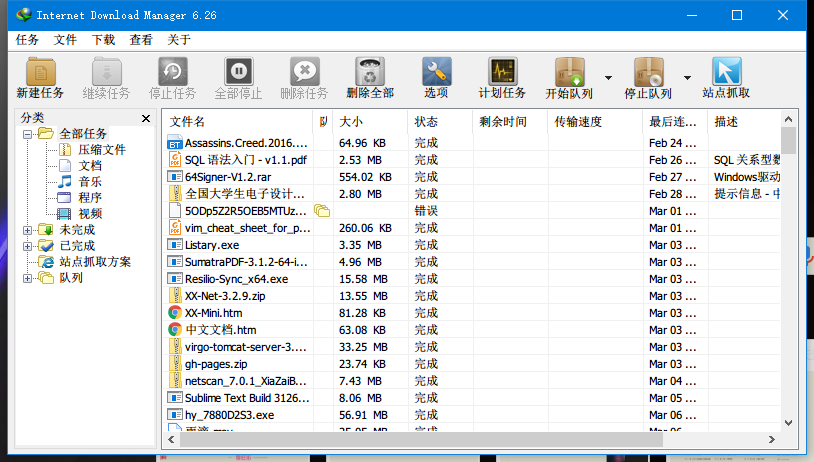 Internet Download Manager 6.26
任务 文件 下载 查看 关于
新建任务 继续任务 停止任务 全部停止 删除任务 删除全部 选项 计划任务 开始队列 停止队列 站点抓取
分类
全部任务
压缩文件
文档
音乐
程序
视频
未完成
已完成
站点抓取方案
队列
文件名 队 大小 状态 剩余时间 传输速度 最后连... 描述
Assassins.Creed.2016.... 64.96 KB 完成 Feb 24 ...
SQL 语法入门 - v1.1.pdf 2.53 MB 完成 Feb 26 ... SQL 关系型数
64Signer-V1.2.rar 554.02 KB 完成 Feb 27 ... Windows驱动
全国大学生电子设计... 2.80 MB 完成 Feb 28 ... 提示信息 - 中
5ODp5Z2R5OEB5MTUz... 错误 Mar 01 ...
vim_cheat_sheet_for_p... 260.06 KB 完成 Mar 01 ...
Listary.exe 3.35 MB 完成 Mar 03 ...
SumatraPDF-3.1.2-64-i... 4.96 MB 完成 Mar 03 ...
Resilio-Sync_x64.exe 15.58 MB 完成 Mar 03 ...
XX-Net-3.2.9.zip 13.55 MB 完成 Mar 03 ...
XX-Mini.htm 81.28 KB 完成 Mar 03 ...
中文文档.htm 63.08 KB 完成 Mar 03 ...
virgo-tomcat-server-3.... 33.25 MB 完成 Mar 03 ...
gh-pages.zip 23.74 KB 完成 Mar 03 ...
netscan_7.0.1_XiaZaiB... 7.43 MB 完成 Mar 04 ...
Sublime Text Build 3126... 8.06 MB 完成 Mar 05 ...
hy_7880D2S3.exe 56.91 MB 完成 Mar 06 ...